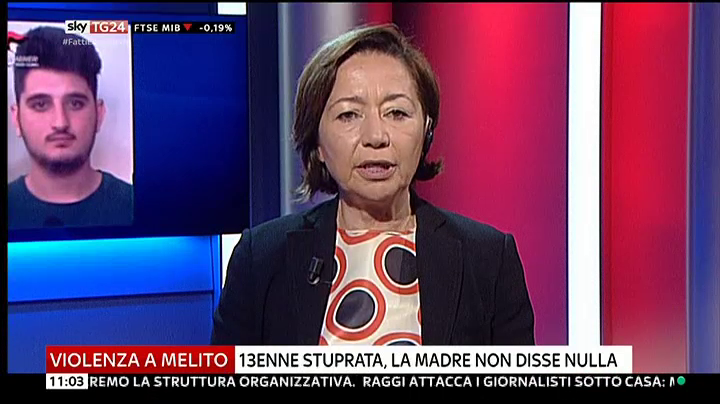 sky TG24 FTSE MIB -0,19%
VIOLENZA A MELITO 13ENNE STUPRATA, LA MADRE NON DISSE NULLA
11:03 REMO LA STRUTTURA ORGANIZZATIVA. RAGGI ATTACCA I GIORNALISTI SOTTO CASA: M